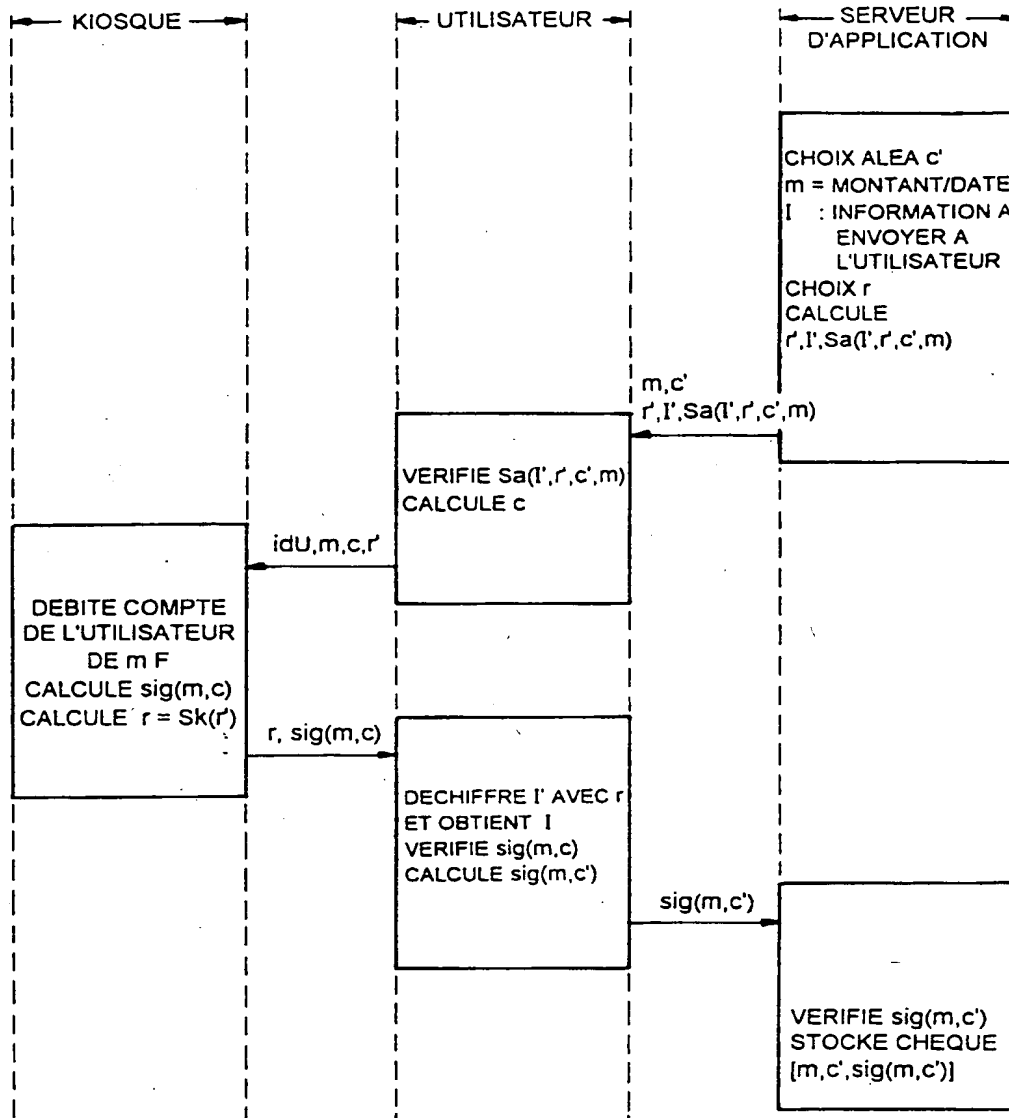 KIOSQUE
UTILISATEUR
SERVEUR
D'APPLICATION
CHOIX ALEA c'
m = MONTANT/DATE
I : INFORMATION A
ENVOYER A
L'UTILISATEUR
CHOIX r
CALCULE
r',I',Sa(I',r',c',m)
m,c'
r',I',Sa(I',r',c',m)
VERIFIE Sa(I',r',c',m)
CALCULE c
idU,m,c,r'
DEBITE COMPTE
DE L'UTILISATEUR
DE m F
CALCULE sig(m,c)
CALCULE r = Sk(r')
r, sig(m,c)
DECHIFFRE I' AVEC r
ET OBTIENT I
VERIFIE sig(m,c)
CALCULE sig(m,c')
sig(m,c')
VERIFIE sig(m,c')
STOCKE CHEQUE
[m,c',sig(m,c')]